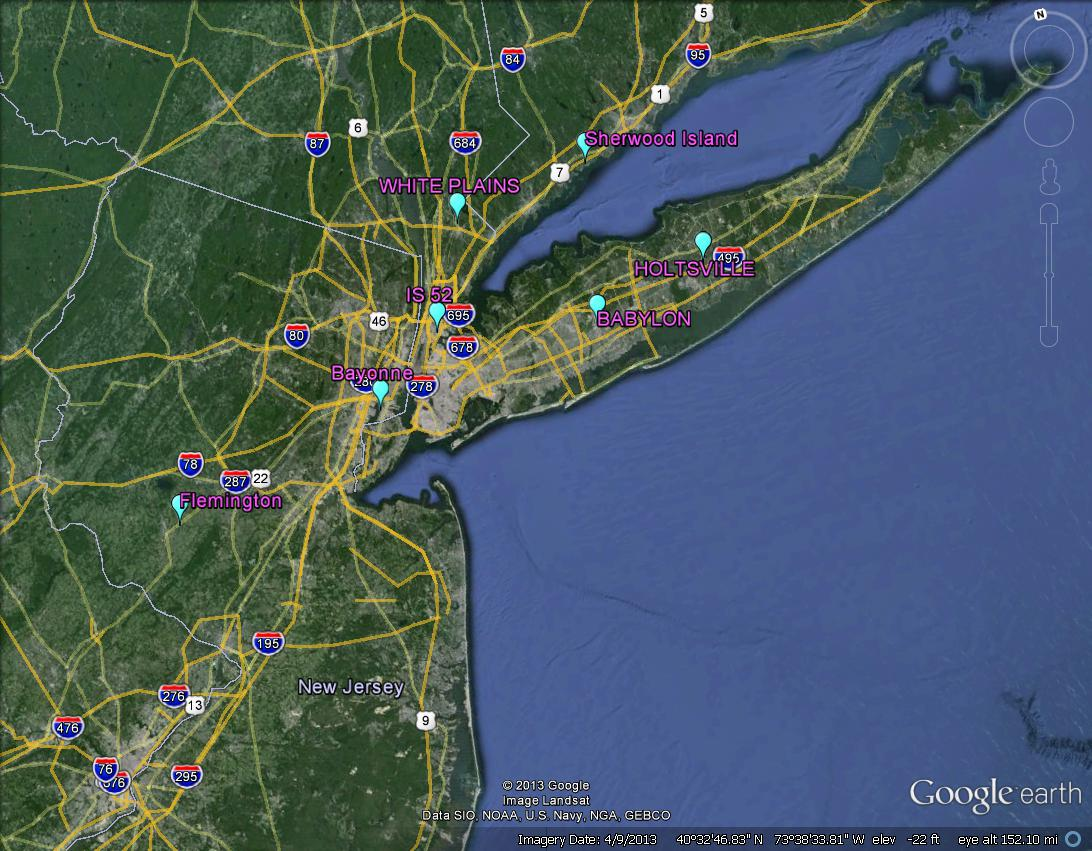 N
5
84
95
1
6
87
684
Sherwood Island
7
WHITE PLAINS
495
HOLTSVILLE
IS 52
695
BABYLON
46
80
678
Bayonne
278
78
287
22
Flemington
195
New Jersey
276
13
9
476
76
295
© 2013 Google
Image Landsat
Data SIO, NOAA, U.S. Navy, NGA, GEBCO
Google earth
Imagery Date: 4/9/2013 40°32'46.83" N 73°38'33.81" W elev -22 ft eye alt 152.10 mi